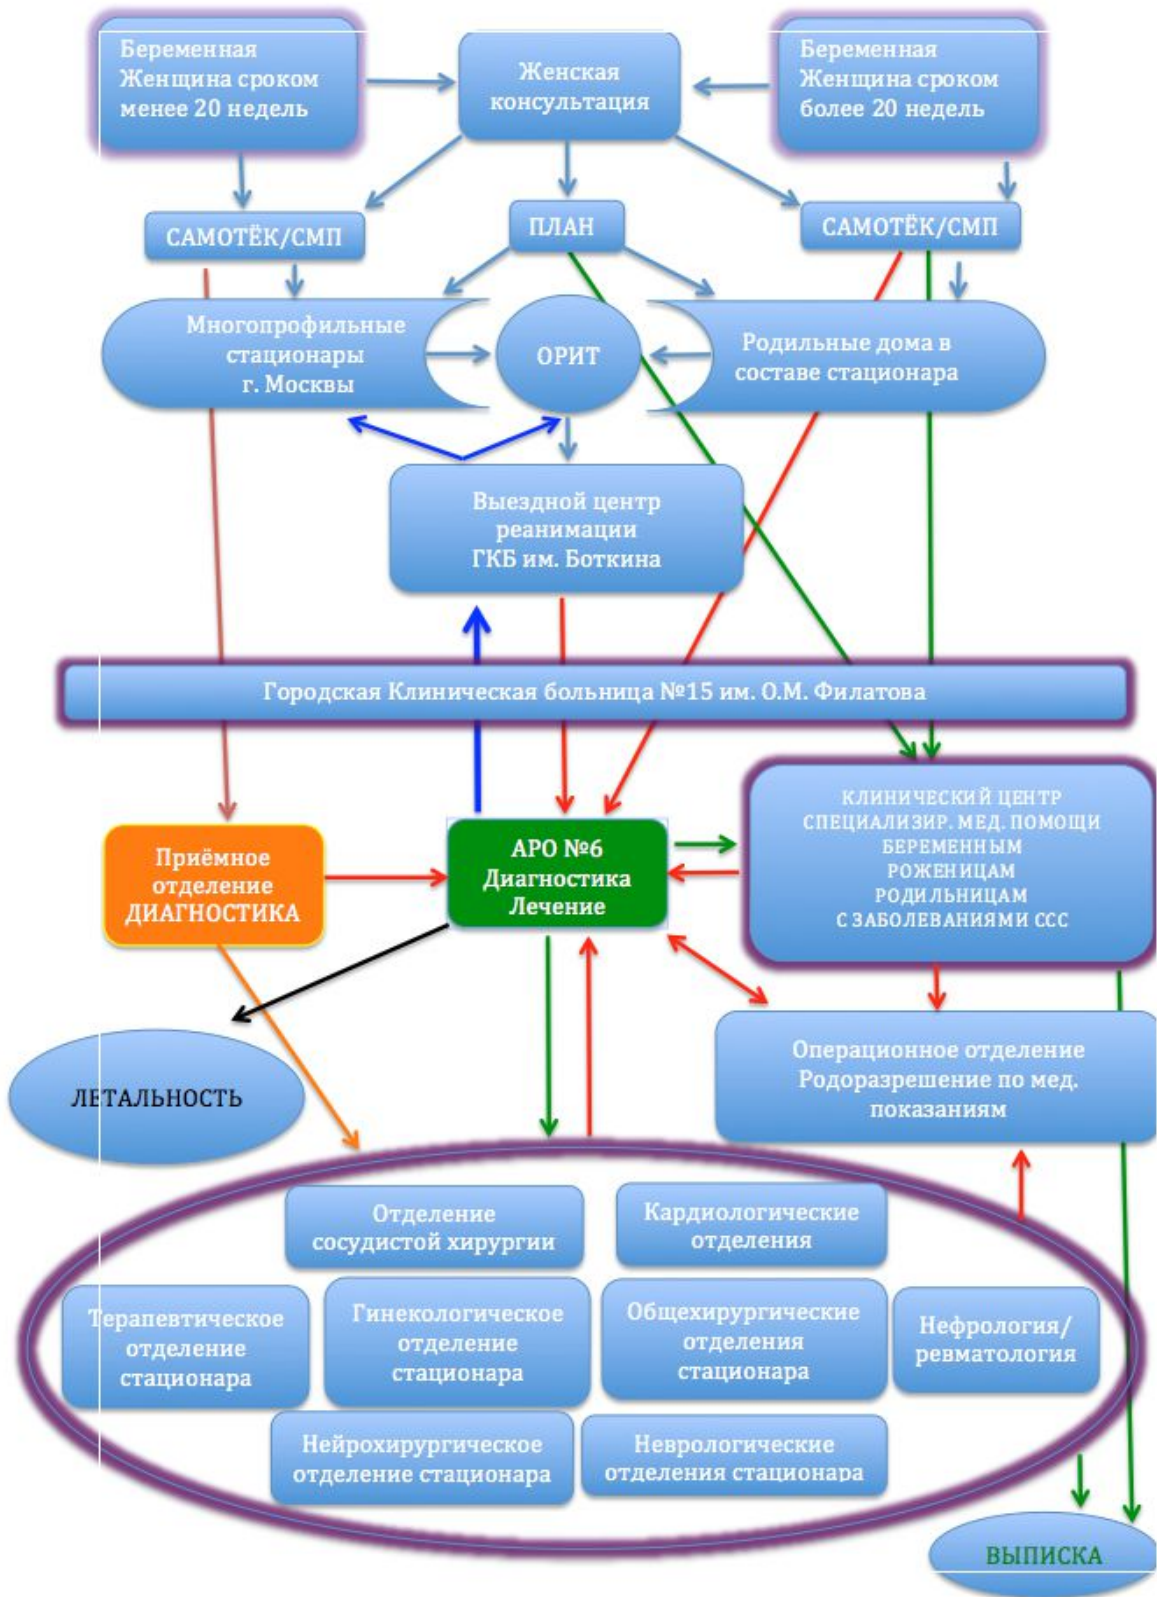 Беременная
Женщина сроком
менее 20 недель
Женская
консультация
Беременная
Женщина сроком
более 20 недель
САМОТЁК/СМП
ПЛАН
САМОТЁК/СМП
Многопрофильные
стационары
г. Москвы
ОРИТ
Родильные дома в
составе стационара
Выездной центр
реанимации
ГКБ им. Боткина
Городская Клиническая больница №15 им. О.М. Филатова
Приёмное
отделение
ДИАГНОСТИКА
АРО №6
Диагностика
Лечение
КЛИНИЧЕСКИЙ ЦЕНТР
СПЕЦИАЛИЗИР. МЕД. ПОМОЩИ
БЕРЕМЕННЫМ
РОЖЕНИЦАМ
РОДИЛЬНИЦАМ
С ЗАБОЛЕВАНИЯМИ ССС
ЛЕТАЛЬНОСТЬ
Операционное отделение
Родоразрешение по мед.
показаниям
Отделение
сосудистой хирургии
Кардиологические
отделения
Терапевтическое
отделение
стационара
Гинекологическое
отделение
стационара
Общехирургические
отделения
стационара
Нефрология/
ревматология
Нейрохирургическое
отделение стационара
Неврологические
отделения стационара
ВЫПИСКА